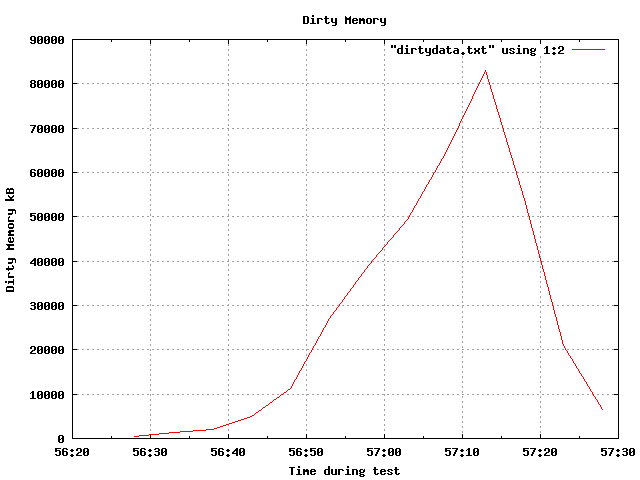 Dirty Memory
"dirtydata.txt" using 1:2
90000
80000
70000
60000
50000
40000
30000
20000
10000
0
Dirty Memory kB
56:20 56:30 56:40 56:50 57:00 57:10 57:20 57:30
Time during test